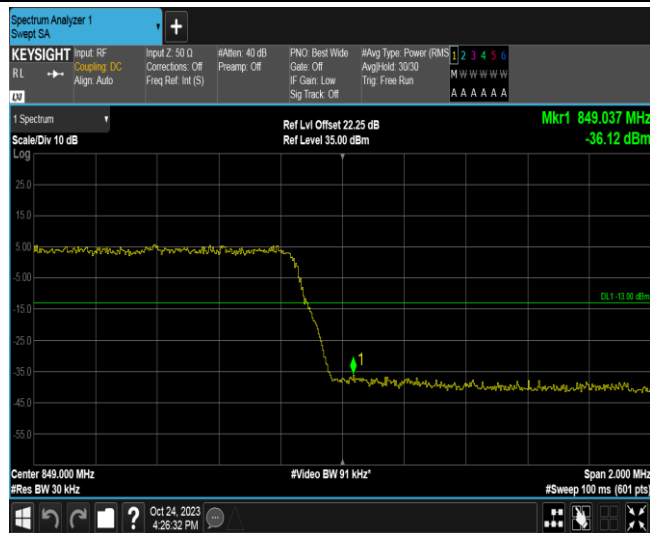 Spectrum Analyzer 1
Swept SA
+
KEYSIGHT
RL
LXI
Input: RF
Coupling: DC
Align: Auto
Input Z: 50 Ω
Corrections: Off
Freq Ref: Int (S)
#Atten: 40 dB
Preamp: Off
PNO: Best Wide
Gate: Off
IF Gain: Low
Sig Track: Off
#Avg Type: Power (RMS
Avg|Hold: 30/30
Trig: Free Run
1 2 3 4 5 6
M W W W W W
A A A A A A
1 Spectrum
Scale/Div 10 dB
Log
Ref Lvl Offset 22.25 dB
Ref Level 35.00 dBm
Mkr1 849.037 MHz
-36.12 dBm
25.0
15.0
5.00
-5.00
-15.0
-25.0
-35.0
-45.0
-55.0
DL1 -13.00 dBm
1
Center 849.000 MHz
#Res BW 30 kHz
#Video BW 91 kHz*
Span 2.000 MHz
#Sweep 100 ms (601 pts)
?
Oct 24, 2023
4:26:32 PM